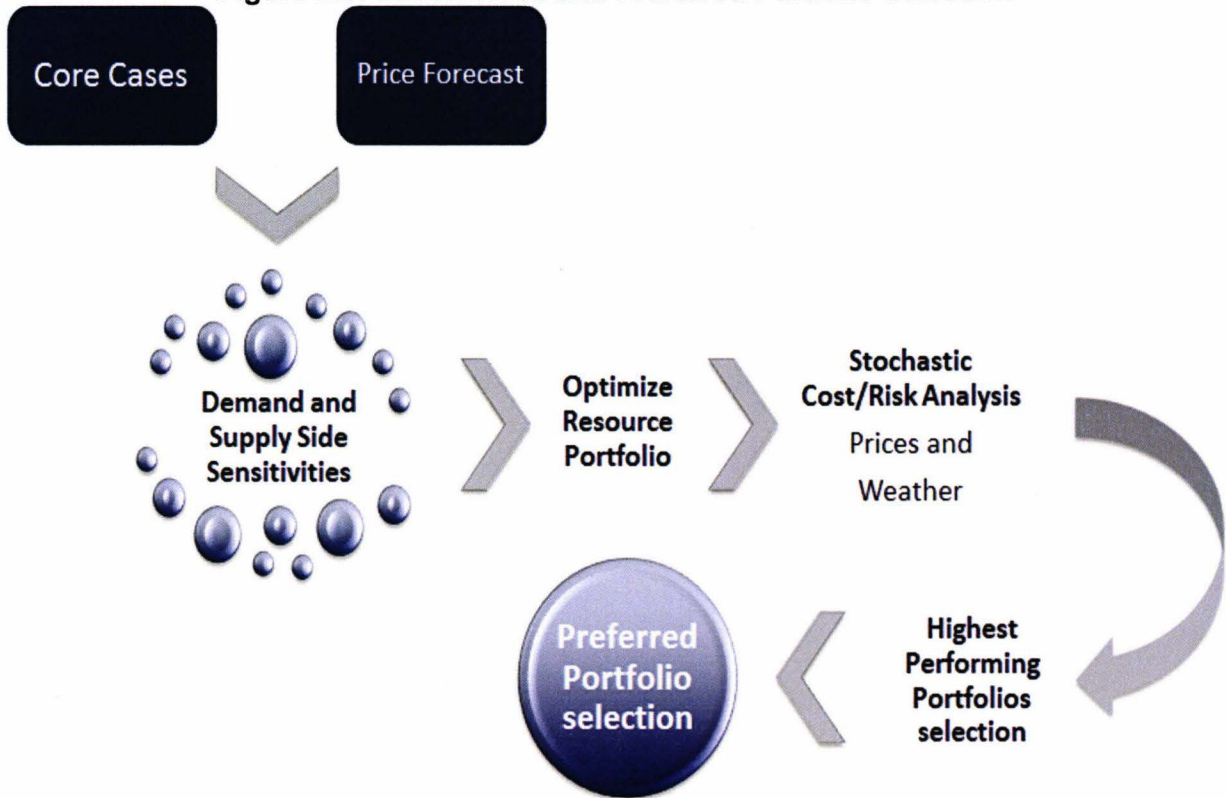 Core Cases
Price Forecast
Demand and
Supply Side
Sensitivities
Optimize
Resource
Portfolio
Stochastic
Cost/Risk Analysis
Prices and
Weather
Highest
Performing
Portfolios
selection
Preferred
Portfolio
selection